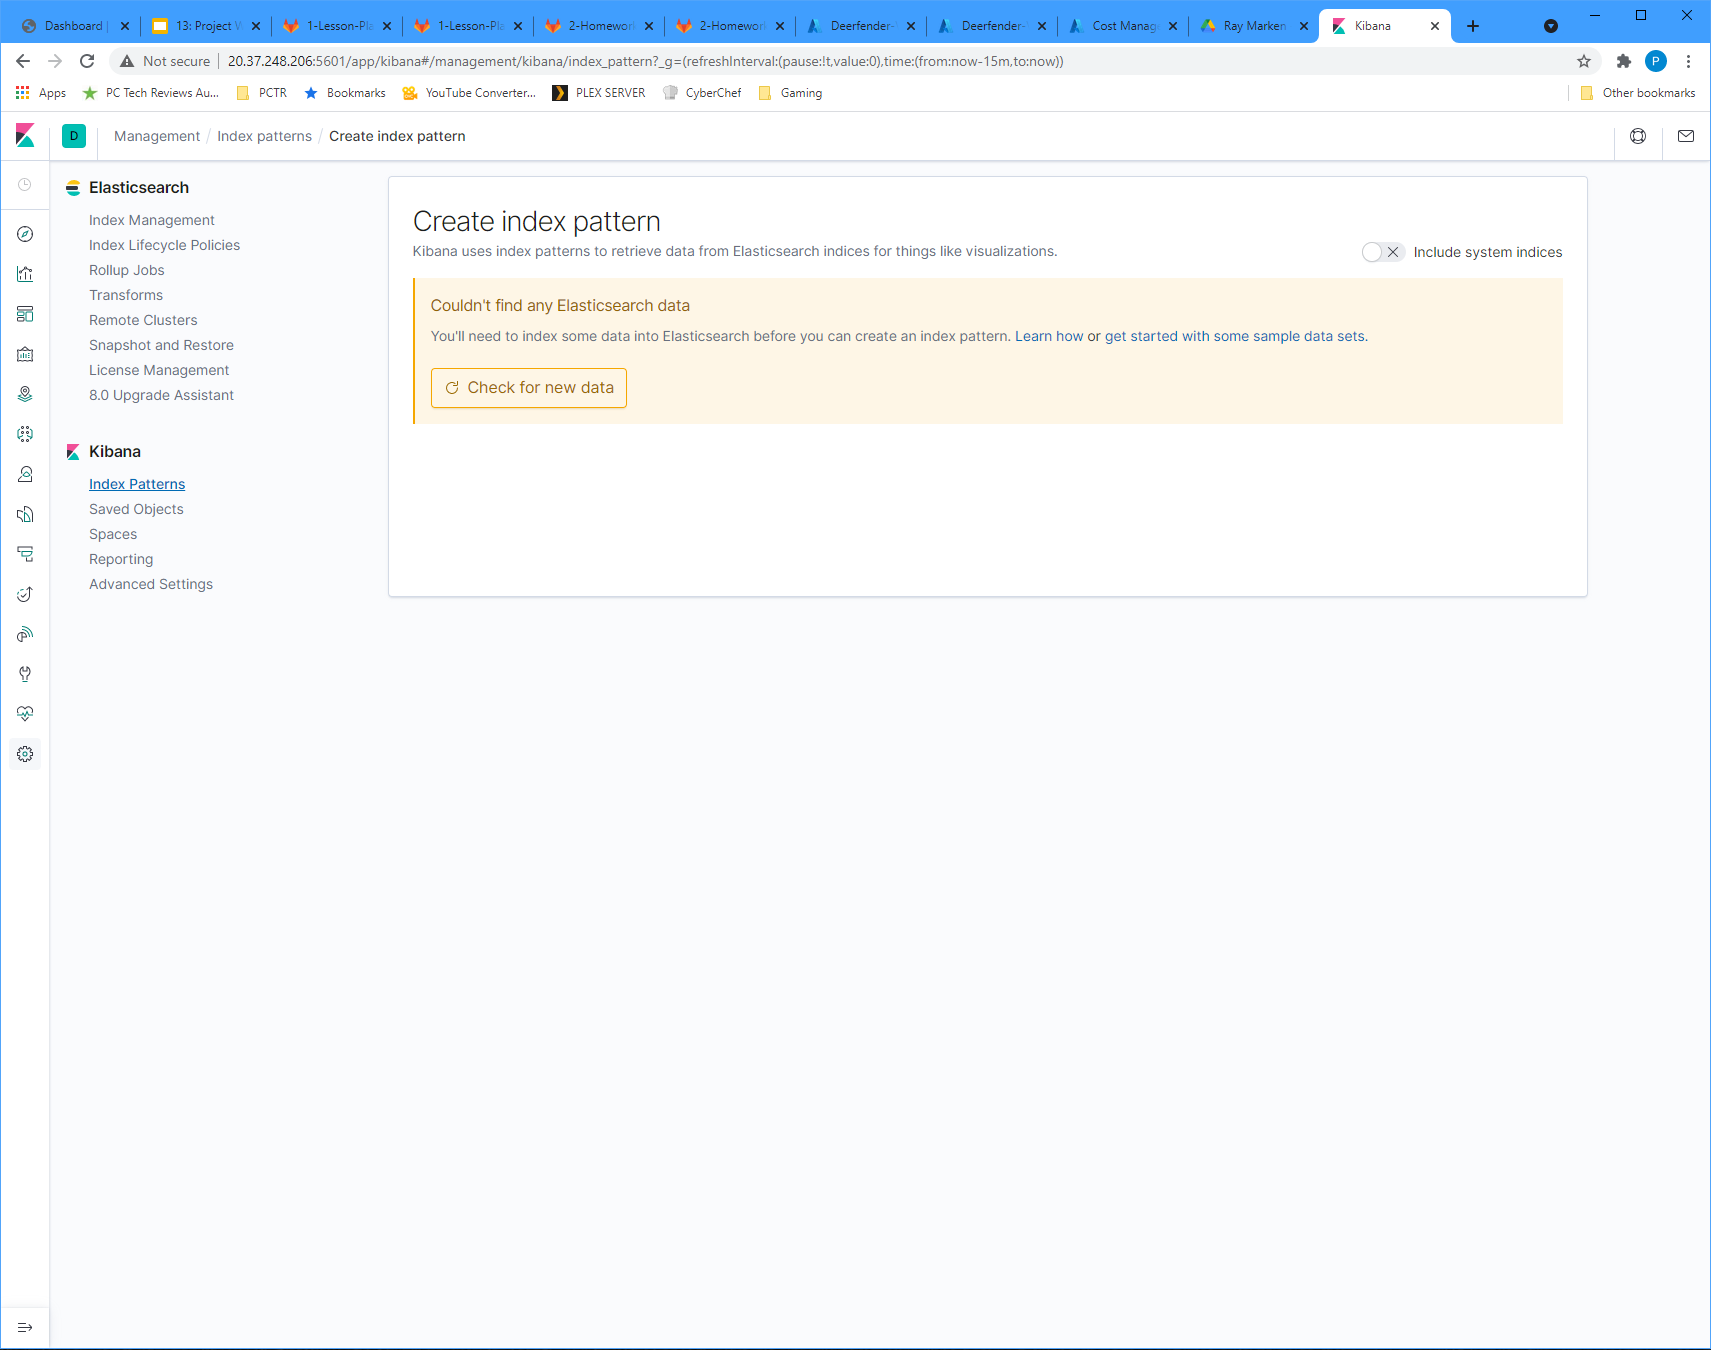 Dashboard | 13: Project W 1-Lesson-Pla 1-Lesson-Pla 2-Homework 2-Homework Deerfender- Deerfender- Cost Manag Ray Marken Kibana
Not secure 20.37.248.206:5601/app/kibana#/management/kibana/index_pattern?_g=(refreshInterval:(pause:!t,value:0),time:(from:now-15m,to:now)) P
Apps PC Tech Reviews Au... PCTR Bookmarks YouTube Converter... PLEX SERVER CyberChef Gaming Other bookmarks
D Management / Index patterns / Create index pattern
Elasticsearch
Index Management
Index Lifecycle Policies
Rollup Jobs
Transforms
Remote Clusters
Snapshot and Restore
License Management
8.0 Upgrade Assistant
Kibana
Index Patterns
Saved Objects
Spaces
Reporting
Advanced Settings
Create index pattern
Kibana uses index patterns to retrieve data from Elasticsearch indices for things like visualizations.
Include system indices
Couldn't find any Elasticsearch data
You'll need to index some data into Elasticsearch before you can create an index pattern. Learn how or get started with some sample data sets.
Check for new data